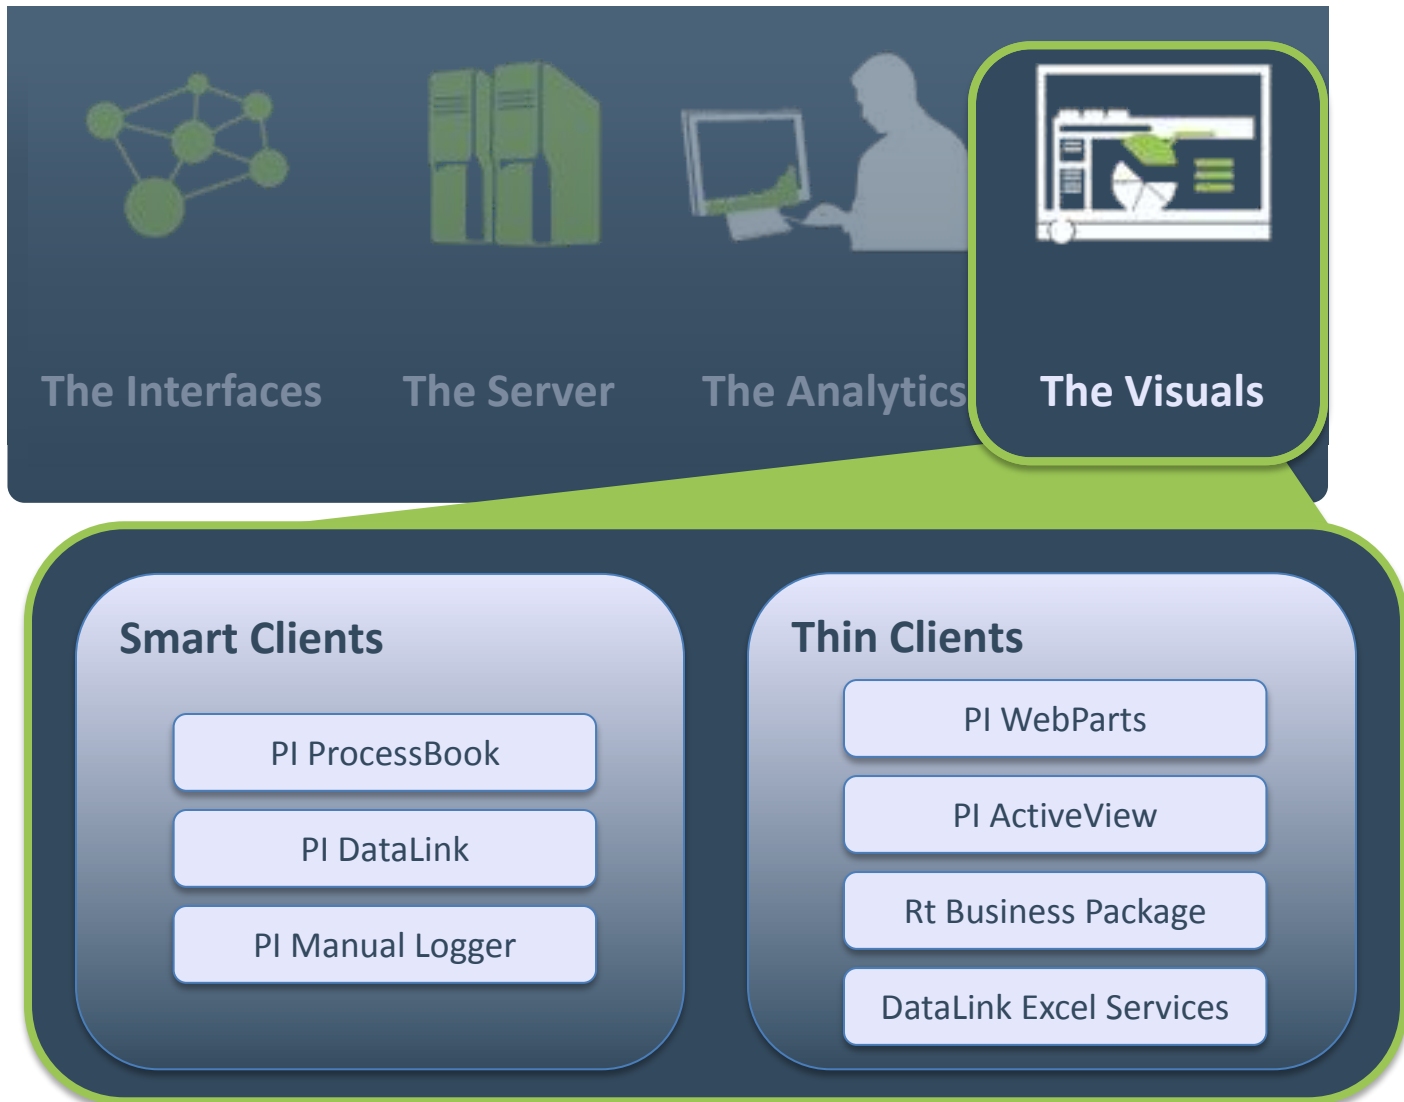 The Interfaces
The Server
The Analytics
The Visuals
Smart Clients
PI ProcessBook
PI DataLink
PI Manual Logger
Thin Clients
PI WebParts
PI ActiveView
Rt Business Package
DataLink Excel Services